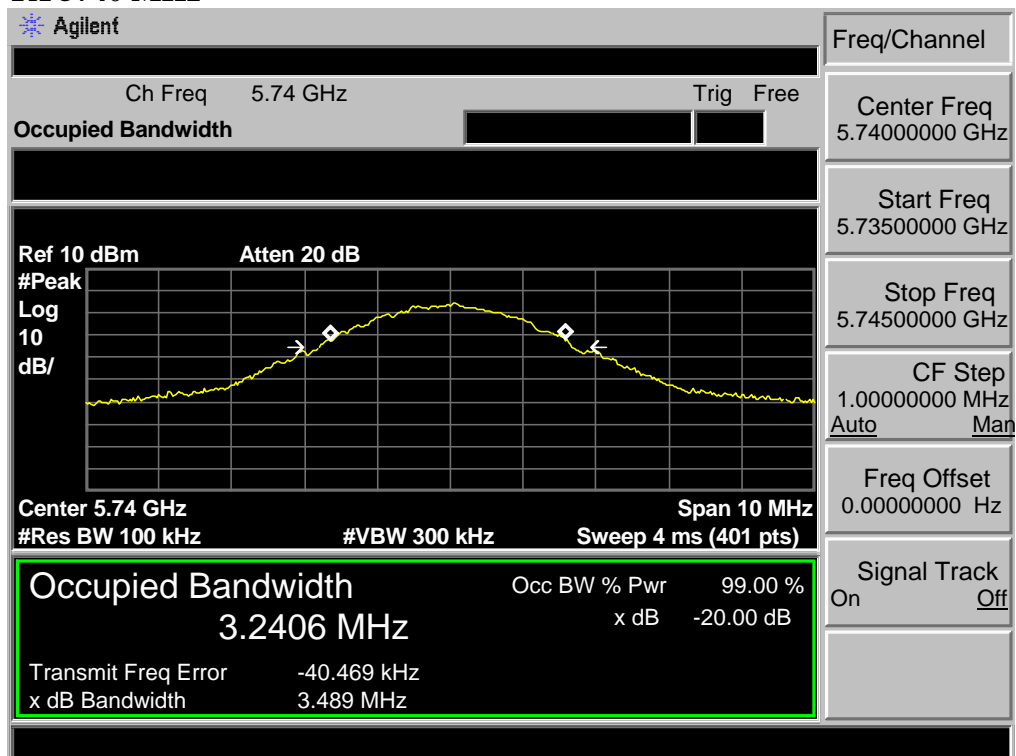 Agilent
Freq/Channel
Ch Freq 5.74 GHz Trig Free
Occupied Bandwidth
Center Freq
5.74000000 GHz
Start Freq
5.73500000 GHz
Ref 10 dBm Atten 20 dB
#Peak
Log
10
dB/
Stop Freq
5.74500000 GHz
CF Step
1.00000000 MHz
Auto Man
Freq Offset
0.00000000 Hz
Center 5.74 GHz Span 10 MHz
#Res BW 100 kHz #VBW 300 kHz Sweep 4 ms (401 pts)
Signal Track
On Off
Occupied Bandwidth Occ BW % Pwr 99.00 %
3.2406 MHz x dB -20.00 dB
Transmit Freq Error -40.469 kHz
x dB Bandwidth 3.489 MHz